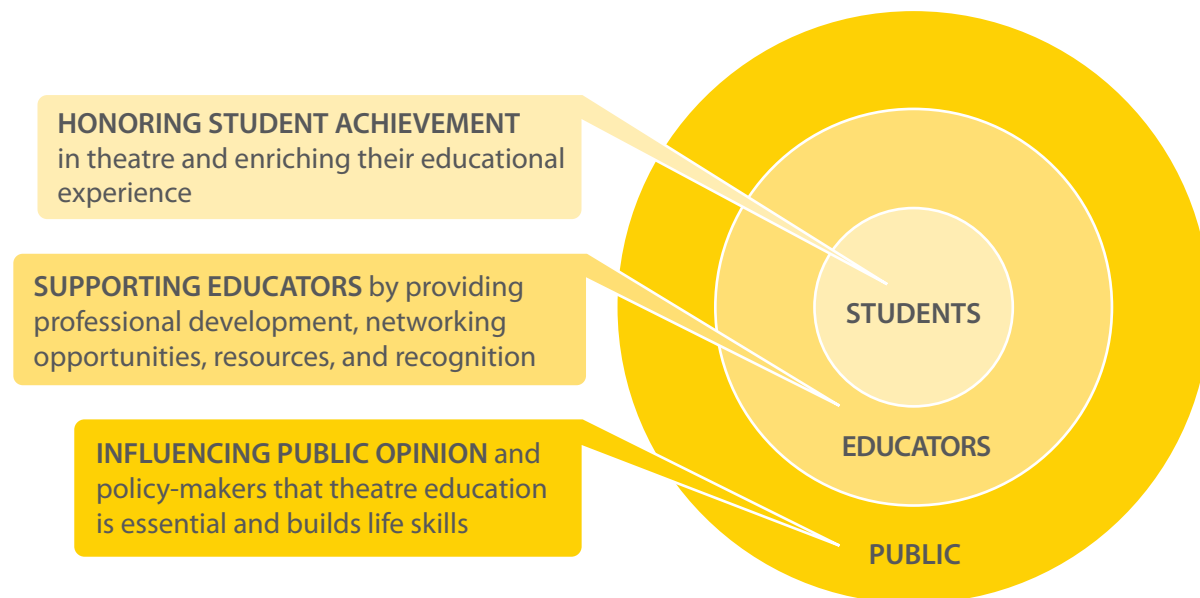 HONORING STUDENT ACHIEVEMENT
in theatre and enriching their educational
experience
SUPPORTING EDUCATORS by providing
professional development, networking
opportunities, resources, and recognition
INFLUENCING PUBLIC OPINION and
policy-makers that theatre education
is essential and builds life skills
STUDENTS
EDUCATORS
PUBLIC